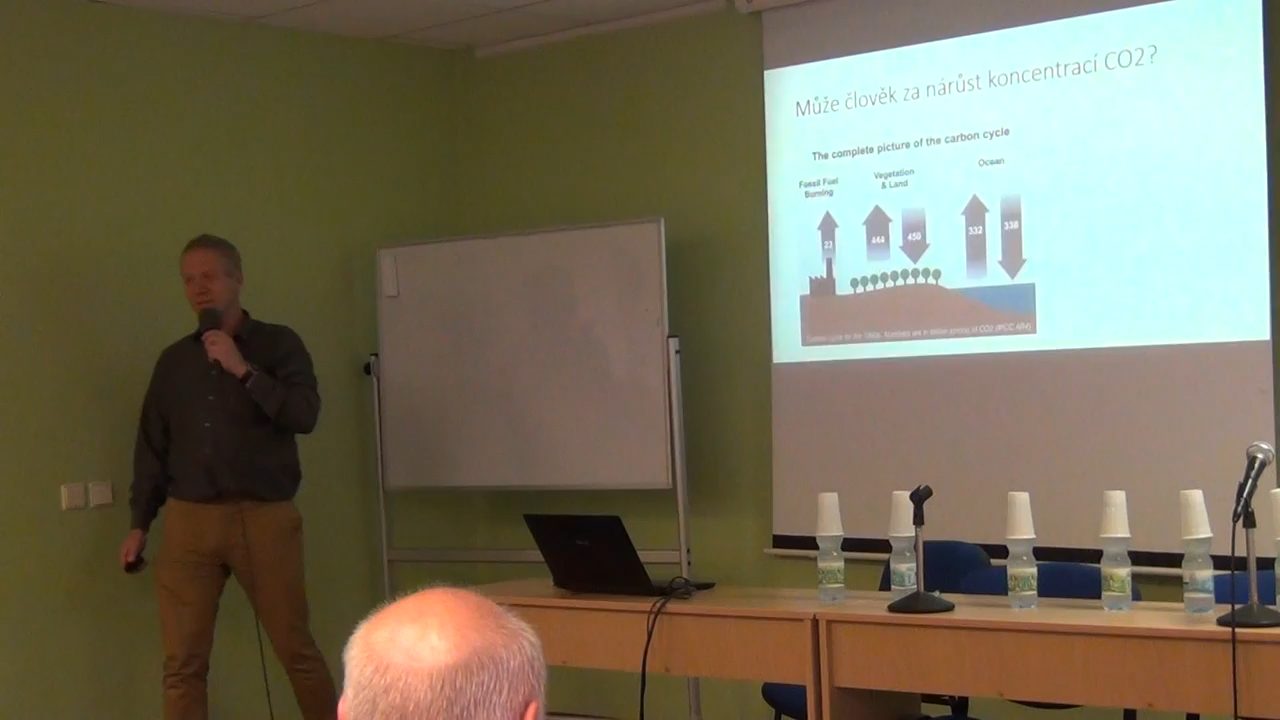 Může člověk za nárůst koncentrací CO2?
The complete picture of the carbon cycle
Fossil Fuel
Burning
Vegetation
& Land
Ocean
23
444
450
332
338